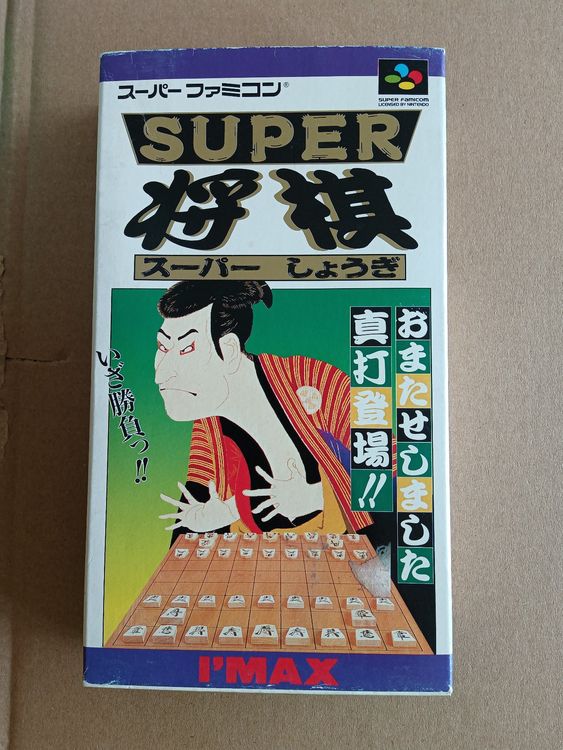 スーパーファミコン®
SUPER FAMICOM
LICENSED BY NINTENDO
SUPER
将棋
スーパー しょうぎ
おまたせしました
真打登場!!
いざ勝負っ!!
I'MAX